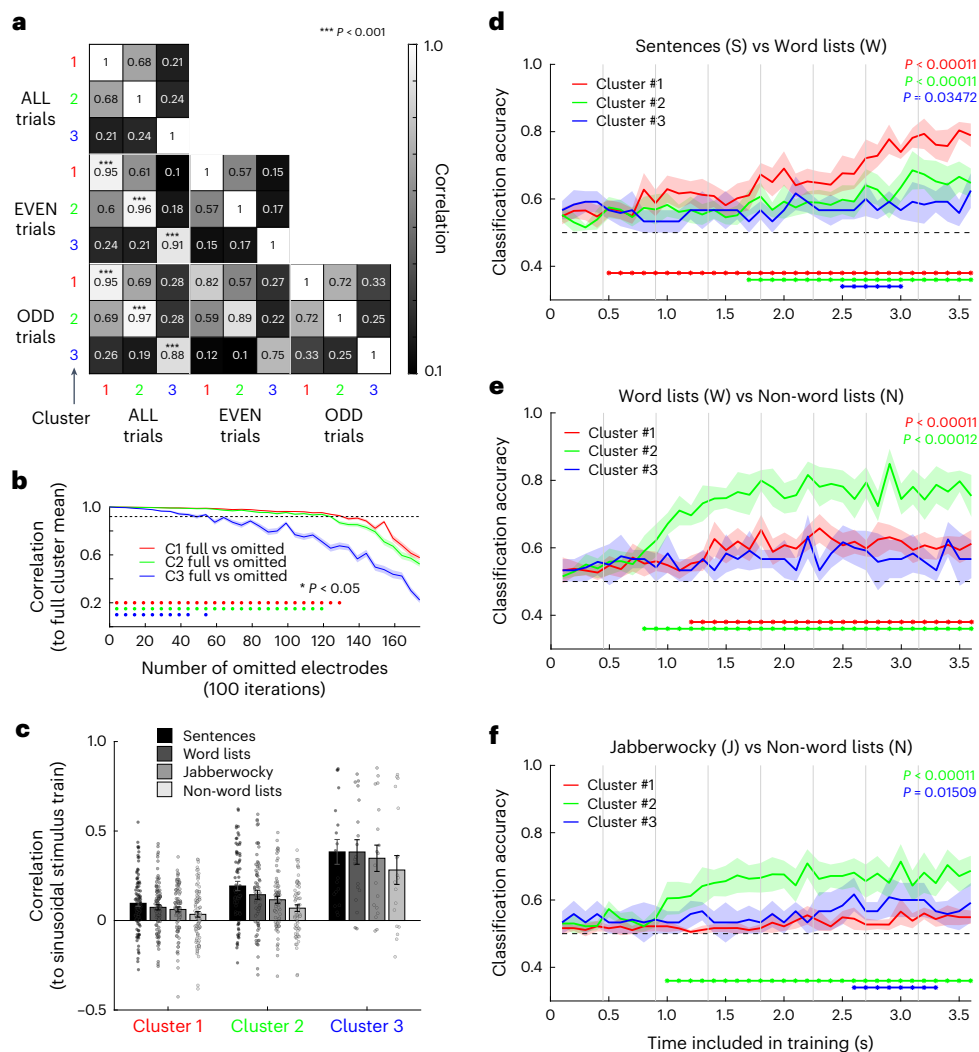 a
*** P < 0.001
1 1 0.68 0.21
ALL trials 2 0.68 1 0.24
3 0.21 0.24 1
1 *** 0.95 0.61 0.1 1 0.57 0.15
EVEN trials 2 0.6 *** 0.96 0.18 0.57 1 0.17
3 0.24 0.21 *** 0.91 0.15 0.17 1
1 *** 0.95 0.69 0.28 0.82 0.57 0.27 1 0.72 0.33
ODD trials 2 0.69 *** 0.97 0.28 0.59 0.89 0.22 0.72 1 0.25
3 0.26 0.19 *** 0.88 0.12 0.1 0.75 0.33 0.25 1
1 2 3 1 2 3 1 2 3
Cluster
ALL trials
EVEN trials
ODD trials
1.0
Correlation
0.1
b
Correlation
(to full cluster mean)
1.0
0.6
0.2
C1 full vs omitted
C2 full vs omitted
C3 full vs omitted
* P < 0.05
0 20 40 60 80 100 120 140 160
Number of omitted electrodes
(100 iterations)
c
Correlation
(to sinusoidal stimulus train)
1.0
0.5
0
−0.5
Sentences
Word lists
Jabberwocky
Non-word lists
Cluster 1 Cluster 2 Cluster 3
d
Sentences (S) vs Word lists (W)
P < 0.00011
P < 0.00011
P = 0.03472
Cluster #1
Cluster #2
Cluster #3
Classification accuracy
1.0
0.8
0.6
0.4
0 0.5 1.0 1.5 2.0 2.5 3.0 3.5
e
Word lists (W) vs Non-word lists (N)
P < 0.00011
P < 0.00012
Cluster #1
Cluster #2
Cluster #3
Classification accuracy
1.0
0.8
0.6
0.4
0 0.5 1.0 1.5 2.0 2.5 3.0 3.5
f
Jabberwocky (J) vs Non-word lists (N)
P < 0.00011
P = 0.01509
Cluster #1
Cluster #2
Cluster #3
Classification accuracy
1.0
0.8
0.6
0.4
0 0.5 1.0 1.5 2.0 2.5 3.0 3.5
Time included in training (s)